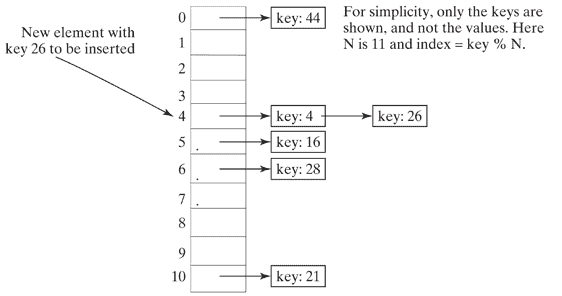 New element with
key 26 to be inserted
For simplicity, only the keys are
shown, and not the values. Here
N is 11 and index = key % N.
0
key: 44
1
2
3
4
key: 4
key: 26
5
key: 16
6
key: 28
7
8
9
10
key: 21